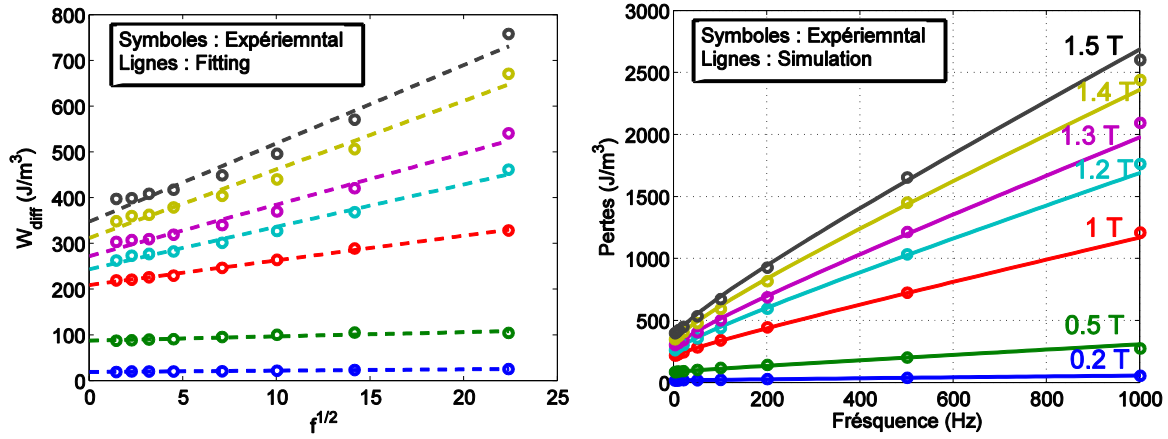 Symboles : Expériemntal
Lignes : Fitting
800
700
600
500
400
300
200
100
0
W_diff (J/m³)
0 5 10 15 20 25
f^1/2
Symboles : Expériemntal
Lignes : Simulation
3000
2500
2000
1500
1000
500
0
Pertes (J/m³)
1.5 T
1.4 T
1.3 T
1.2 T
1 T
0.5 T
0.2 T
0 200 400 600 800 1000
Frésquence (Hz)